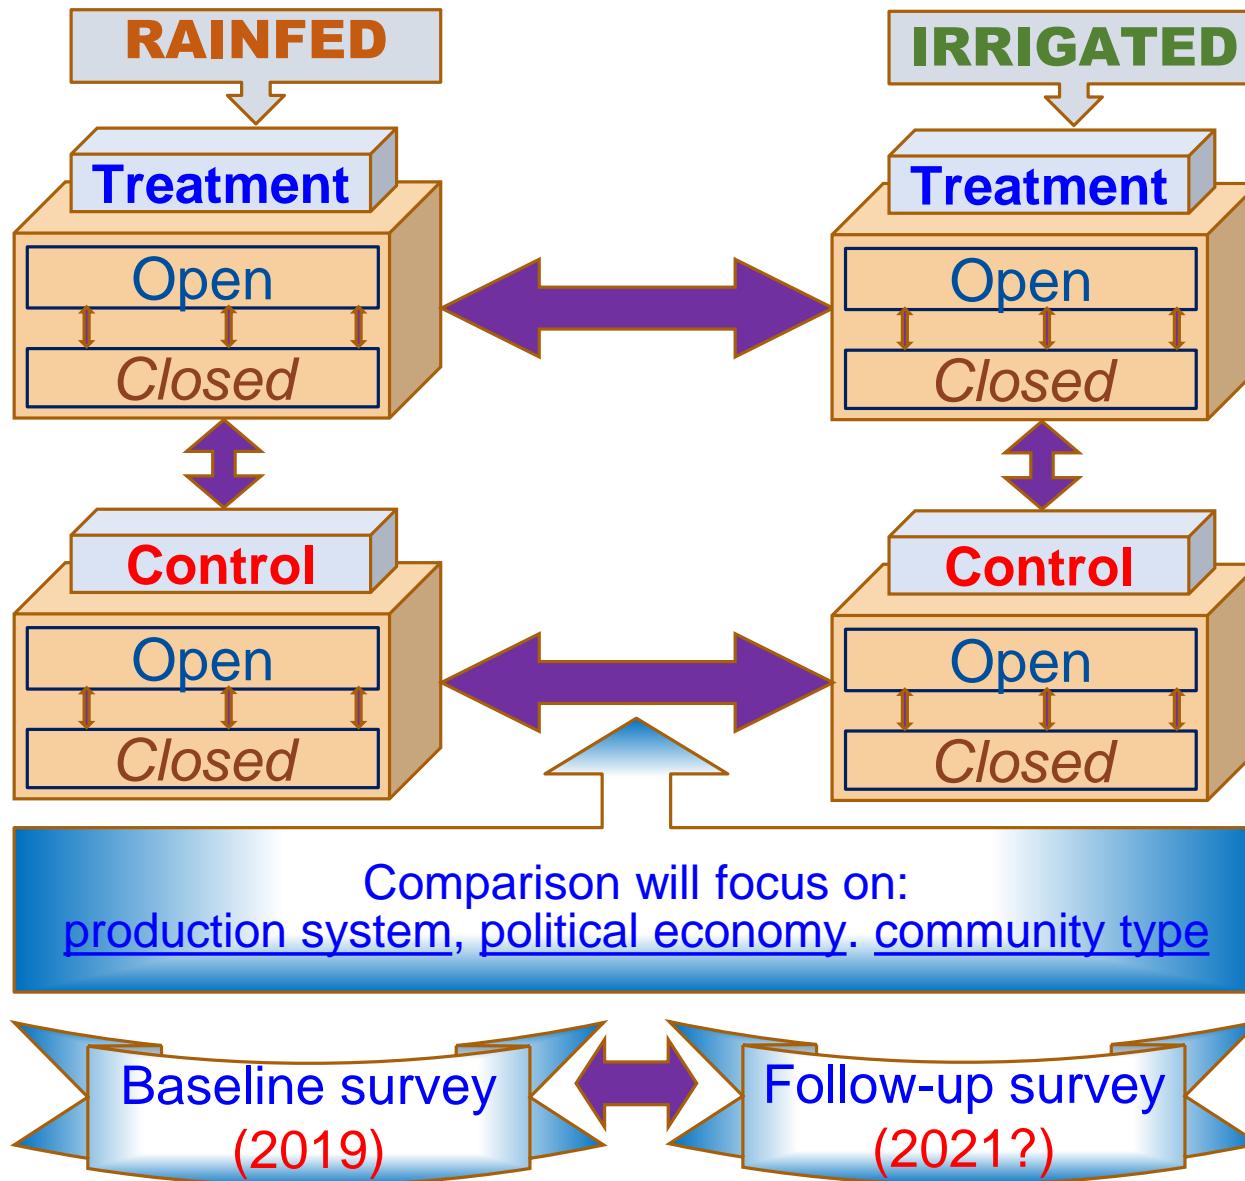 RAINFED
IRRIGATED
Treatment
Open
Closed
Treatment
Open
Closed
Control
Open
Closed
Control
Open
Closed
Comparison will focus on:
production system, political economy. community type
Baseline survey
(2019)
Follow-up survey
(2021?)